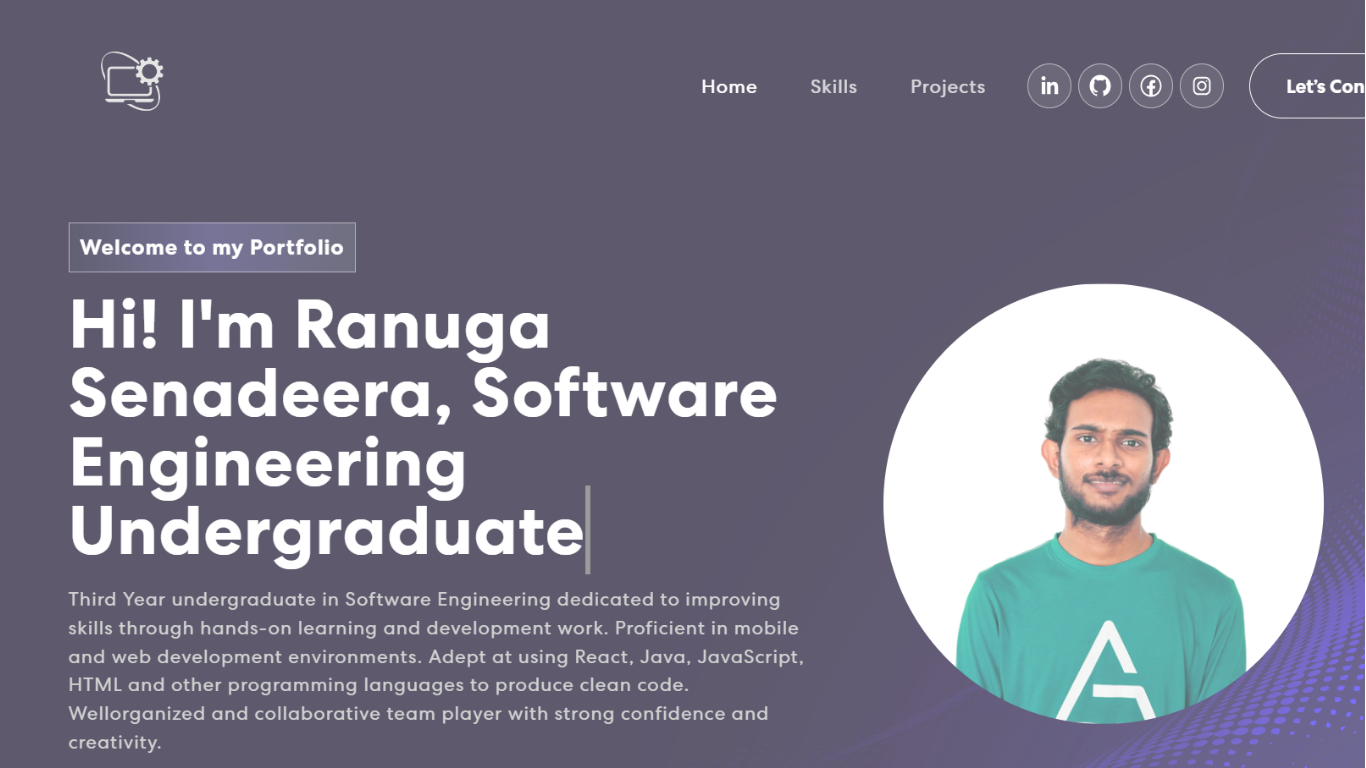 Home Skills Projects Let's Con
Welcome to my Portfolio
Hi! I'm Ranuga
Senadeera, Software
Engineering
Undergraduate
Third Year undergraduate in Software Engineering dedicated to improving
skills through hands-on learning and development work. Proficient in mobile
and web development environments. Adept at using React, Java, JavaScript,
HTML and other programming languages to produce clean code.
Wellorganized and collaborative team player with strong confidence and
creativity.